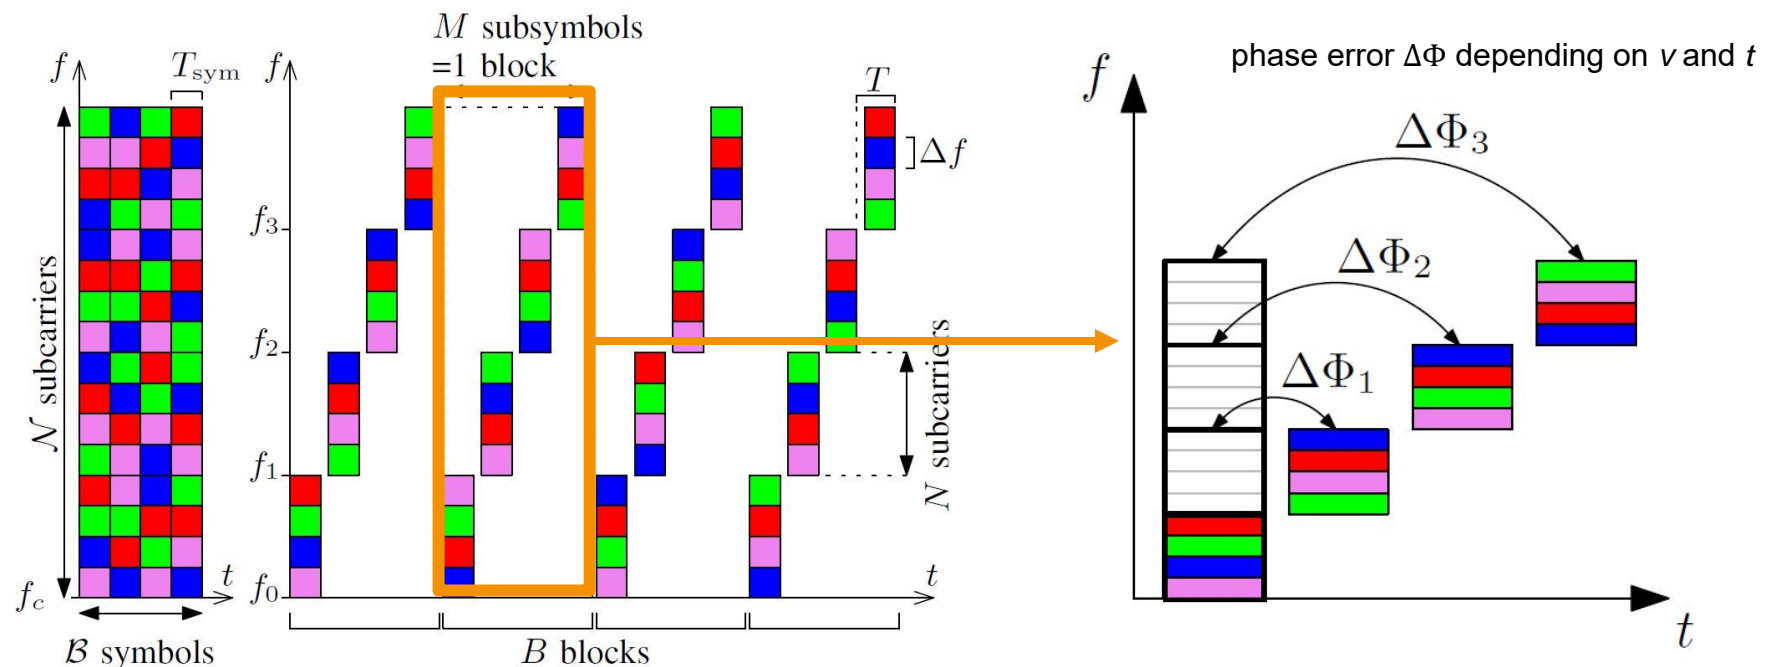 f
T_sym
𝒩 subcarriers
f_c
t
ℬ symbols
f
M subsymbols
=1 block
T
Δf
f_3
f_2
f_1
f_0
N subcarriers
t
B blocks
phase error ΔΦ depending on v and t
f
ΔΦ_3
ΔΦ_2
ΔΦ_1
t